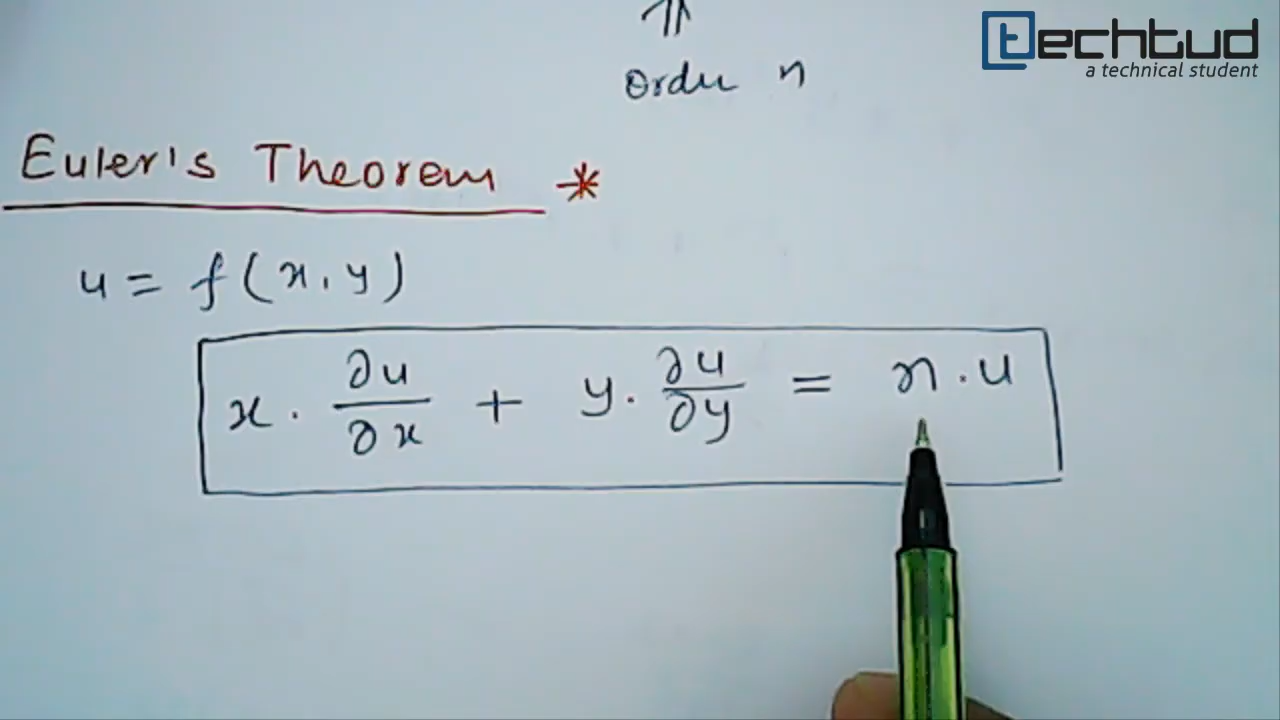 techtud
a technical student
Order n
Euler's Theorem *
u = f(x, y)
x · ∂u/∂x + y · ∂u/∂y = n · u